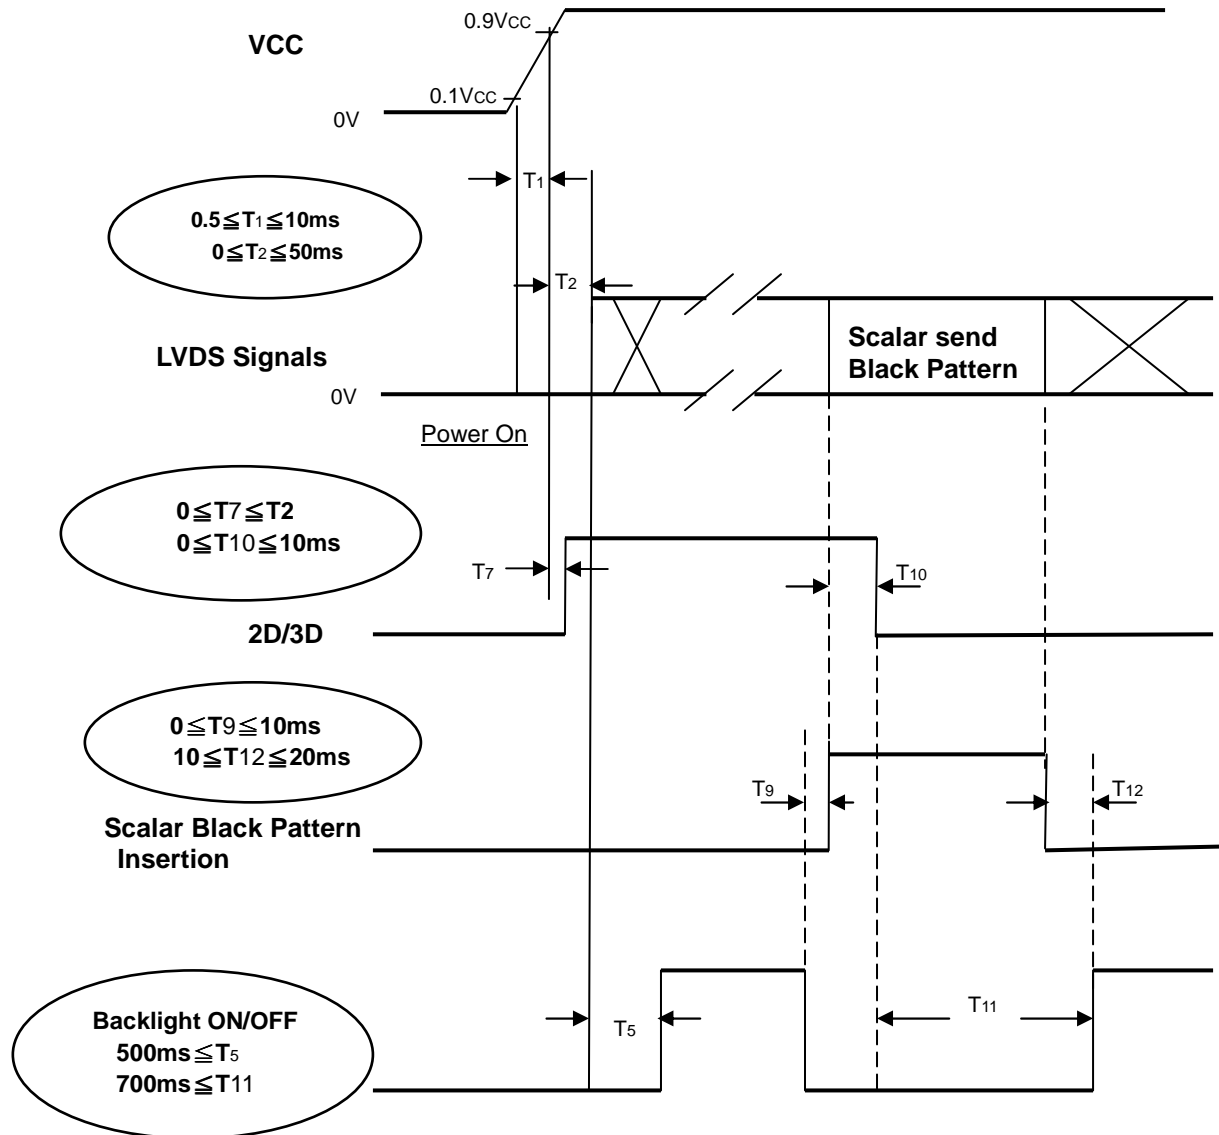 0.9Vcc
VCC
0.1Vcc
0V
T1
0.5≦T1≦10ms
0≦T2≦50ms
T2
Scalar send
Black Pattern
LVDS Signals
0V
Power On
0≦T7≦T2
0≦T10≦10ms
T7
T10
2D/3D
0≦T9≦10ms
10≦T12≦20ms
T9
T12
Scalar Black Pattern
Insertion
Backlight ON/OFF
500ms≦T5
700ms≦T11
T5
T11